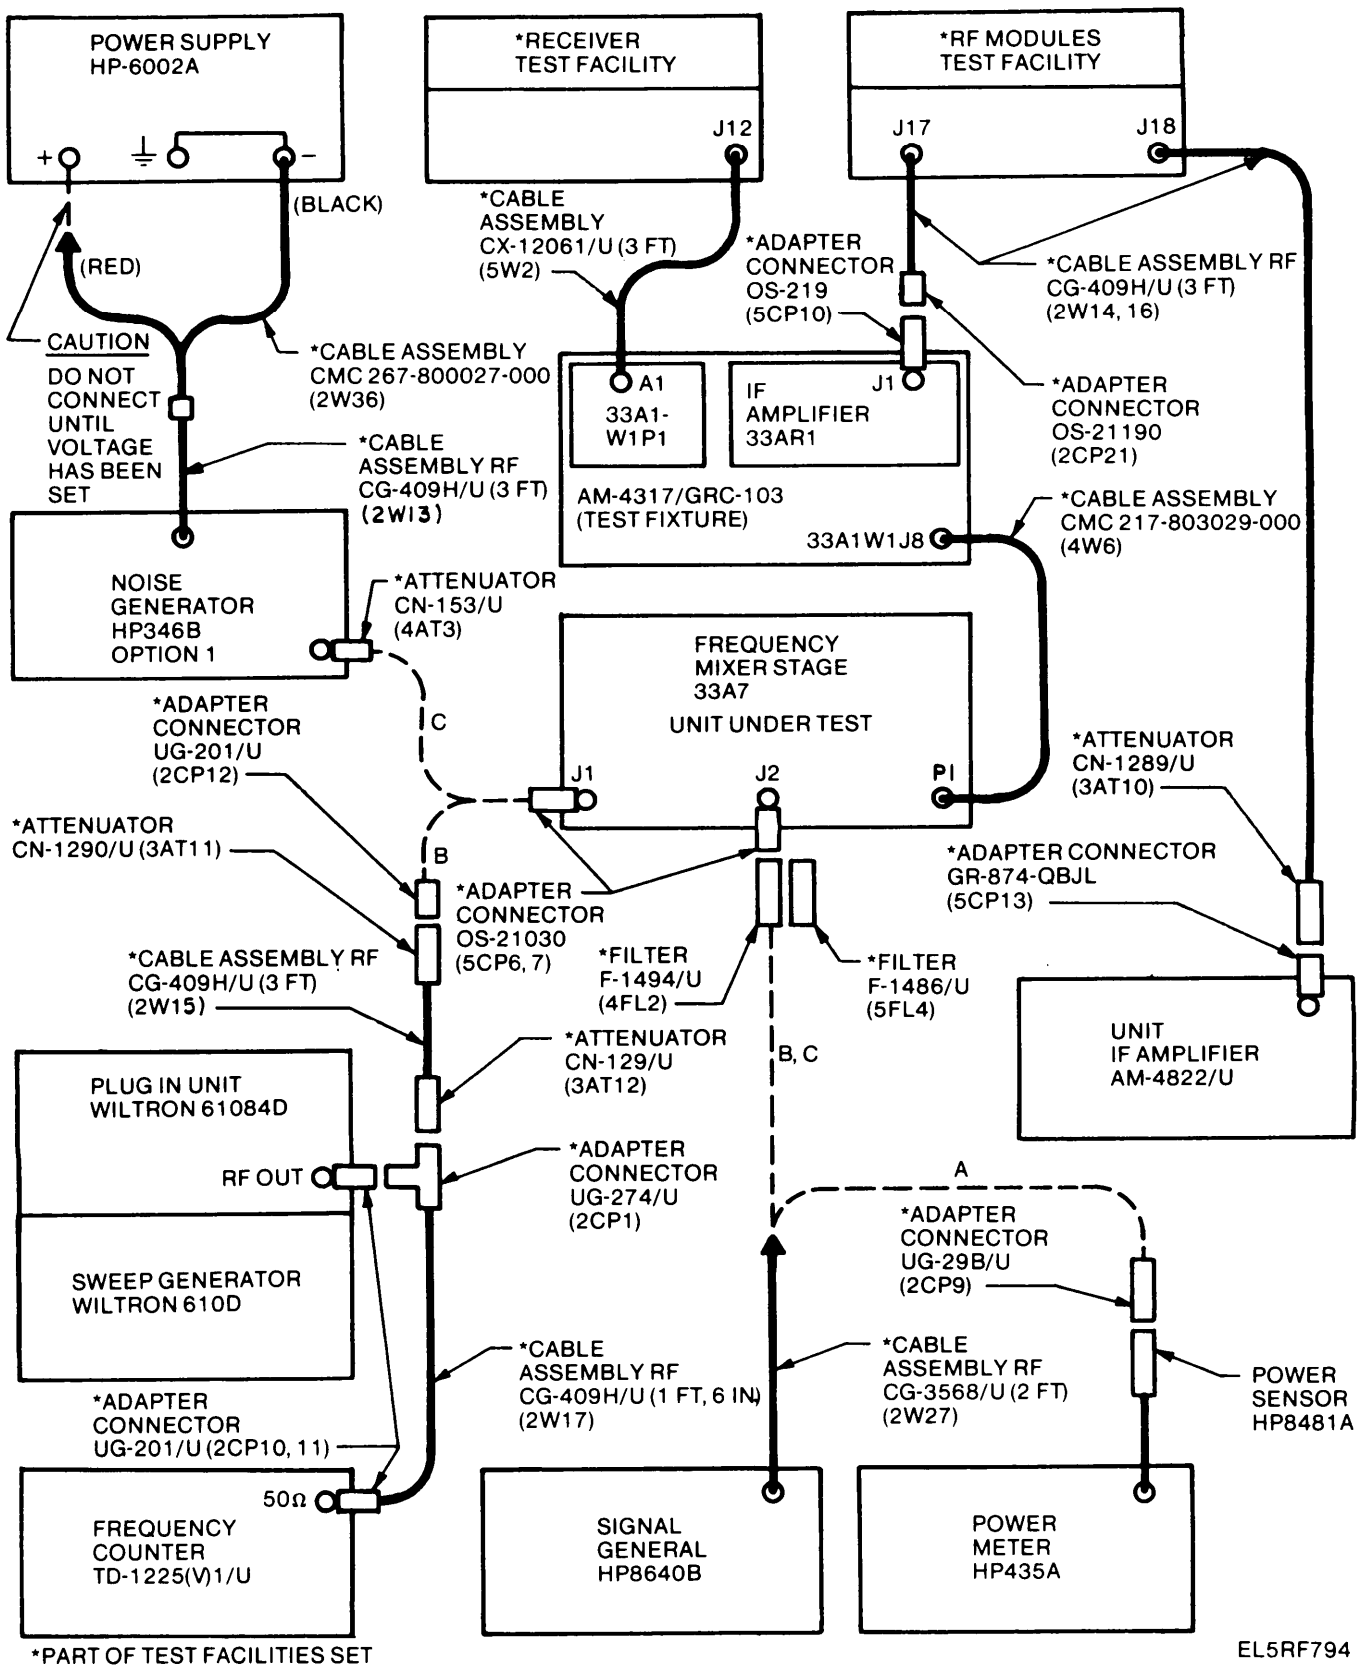 POWER SUPPLY
HP-6002A
+
-
(BLACK)
(RED)
CAUTION
DO NOT
CONNECT
UNTIL
VOLTAGE
HAS BEEN
SET
*CABLE ASSEMBLY
CMC 267-800027-000
(2W36)
*CABLE
ASSEMBLY RF
CG-409H/U (3 FT)
(2W13)
*RECEIVER
TEST FACILITY
J12
*CABLE
ASSEMBLY
CX-12061/U (3 FT)
(5W2)
*RF MODULES
TEST FACILITY
J17
J18
*ADAPTER
CONNECTOR
OS-219
(5CP10)
*CABLE ASSEMBLY RF
CG-409H/U (3 FT)
(2W14, 16)
*ADAPTER
CONNECTOR
OS-21190
(2CP21)
A1
33A1-
W1P1
J1
IF
AMPLIFIER
33AR1
AM-4317/GRC-103
(TEST FIXTURE)
33A1W1J8
*CABLE ASSEMBLY
CMC 217-803029-000
(4W6)
NOISE
GENERATOR
HP346B
OPTION 1
*ATTENUATOR
CN-153/U
(4AT3)
FREQUENCY
MIXER STAGE
33A7
UNIT UNDER TEST
J1
J2
P1
C
B
*ADAPTER
CONNECTOR
UG-201/U
(2CP12)
*ATTENUATOR
CN-1290/U (3AT11)
*CABLE ASSEMBLY RF
CG-409H/U (3 FT)
(2W15)
*ADAPTER
CONNECTOR
OS-21030
(5CP6, 7)
*FILTER
F-1494/U
(4FL2)
*FILTER
F-1486/U
(5FL4)
*ATTENUATOR
CN-1289/U
(3AT10)
*ADAPTER CONNECTOR
GR-874-QBJL
(5CP13)
UNIT
IF AMPLIFIER
AM-4822/U
PLUG IN UNIT
WILTRON 61084D
RF OUT
SWEEP GENERATOR
WILTRON 610D
*ATTENUATOR
CN-129/U
(3AT12)
*ADAPTER
CONNECTOR
UG-274/U
(2CP1)
B, C
A
*ADAPTER
CONNECTOR
UG-29B/U
(2CP9)
*CABLE
ASSEMBLY RF
CG-409H/U (1 FT, 6 IN)
(2W17)
*CABLE
ASSEMBLY RF
CG-3568/U (2 FT)
(2W27)
POWER
SENSOR
HP8481A
*ADAPTER
CONNECTOR
UG-201/U (2CP10, 11)
50Ω
FREQUENCY
COUNTER
TD-1225(V)1/U
SIGNAL
GENERAL
HP8640B
POWER
METER
HP435A
*PART OF TEST FACILITIES SET
EL5RF794